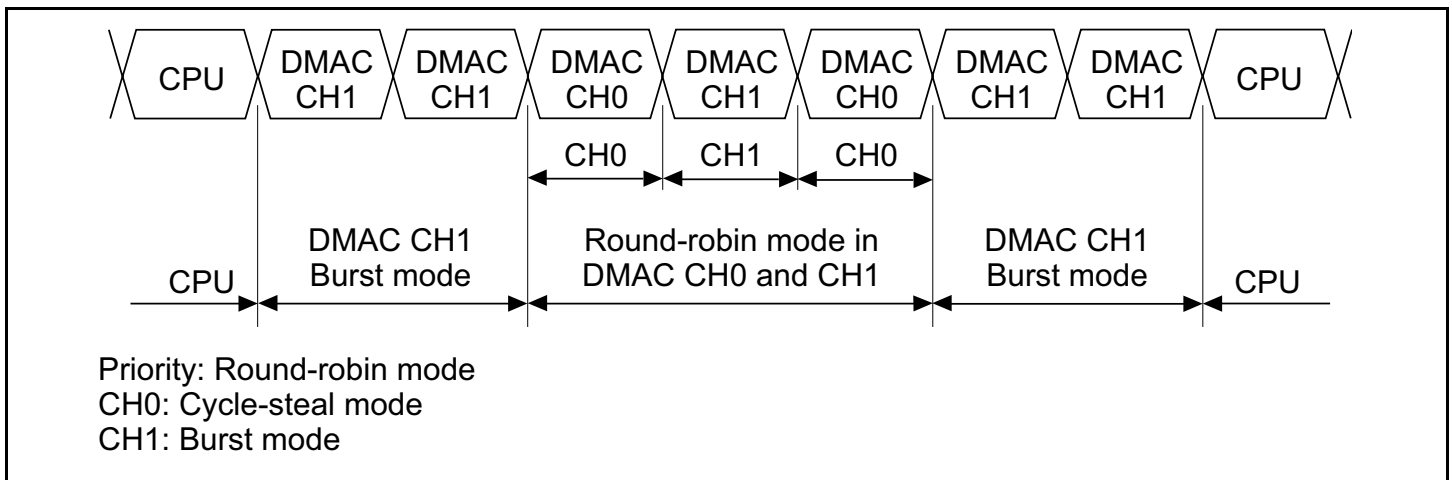 CPU DMAC CH1 DMAC CH1 DMAC CH0 DMAC CH1 DMAC CH0 DMAC CH1 DMAC CH1 CPU
CH0 CH1 CH0
DMAC CH1 Round-robin mode in DMAC CH1
CPU Burst mode DMAC CH0 and CH1 Burst mode CPU
Priority: Round-robin mode
CH0: Cycle-steal mode
CH1: Burst mode